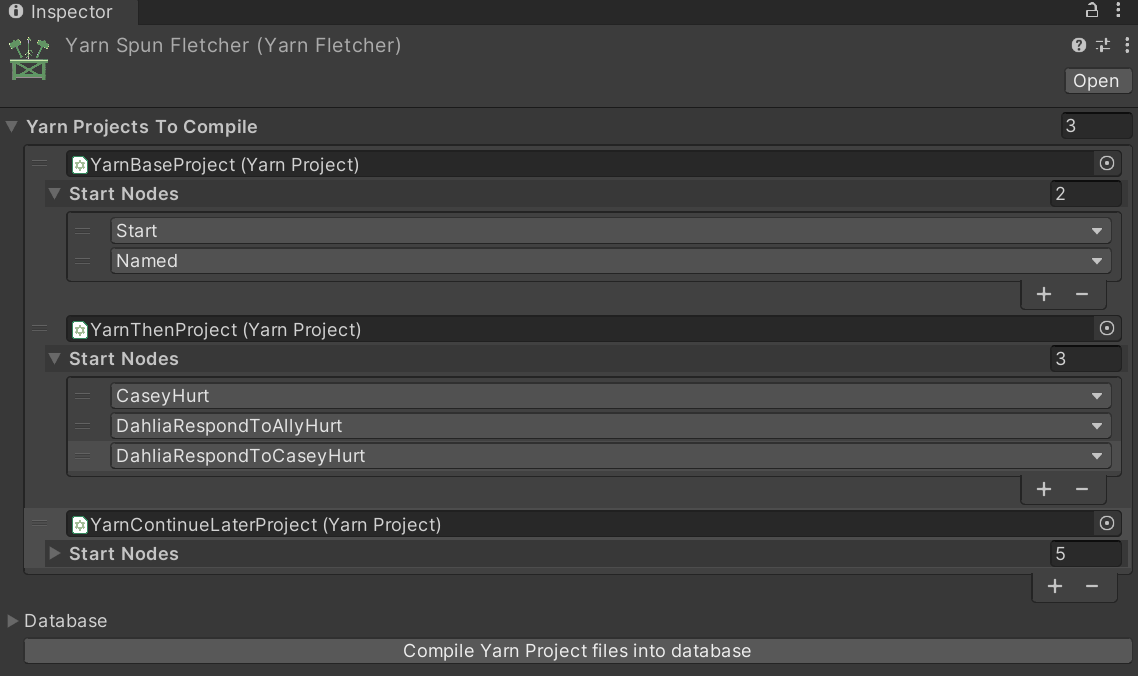 Inspector
Yarn Spun Fletcher (Yarn Fletcher)
Open
Yarn Projects To Compile 3
YarnBaseProject (Yarn Project)
Start Nodes 2
Start
Named
+ −
YarnThenProject (Yarn Project)
Start Nodes 3
CaseyHurt
DahliaRespondToAllyHurt
DahliaRespondToCaseyHurt
+ −
YarnContinueLaterProject (Yarn Project)
Start Nodes 5
+ −
Database
Compile Yarn Project files into database